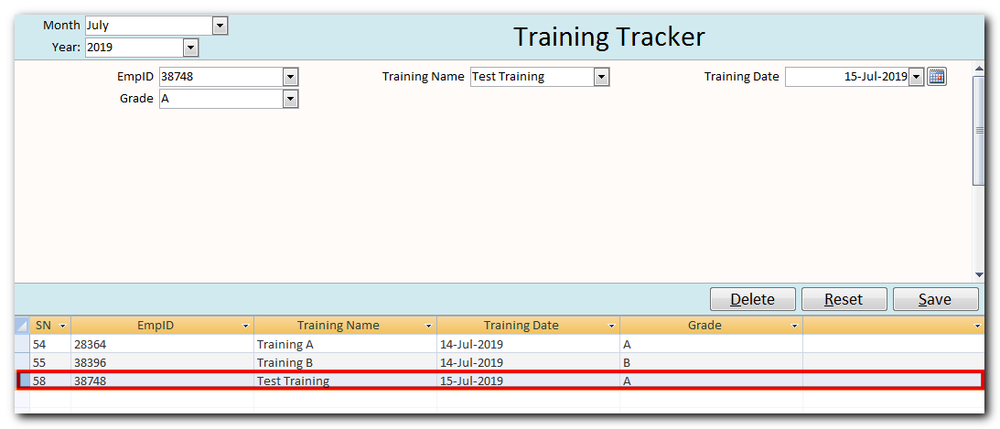 Month July
Training Tracker
Year: 2019
EmpID 38748 Training Name Test Training Training Date 15-Jul-2019
Grade A
Delete Reset Save
SN EmpID Training Name Training Date Grade
54 28364 Training A 14-Jul-2019 A
55 38396 Training B 14-Jul-2019 B
58 38748 Test Training 15-Jul-2019 A